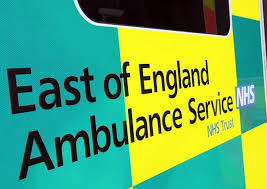 East of England
Ambulance Service NHS
NHS Trust